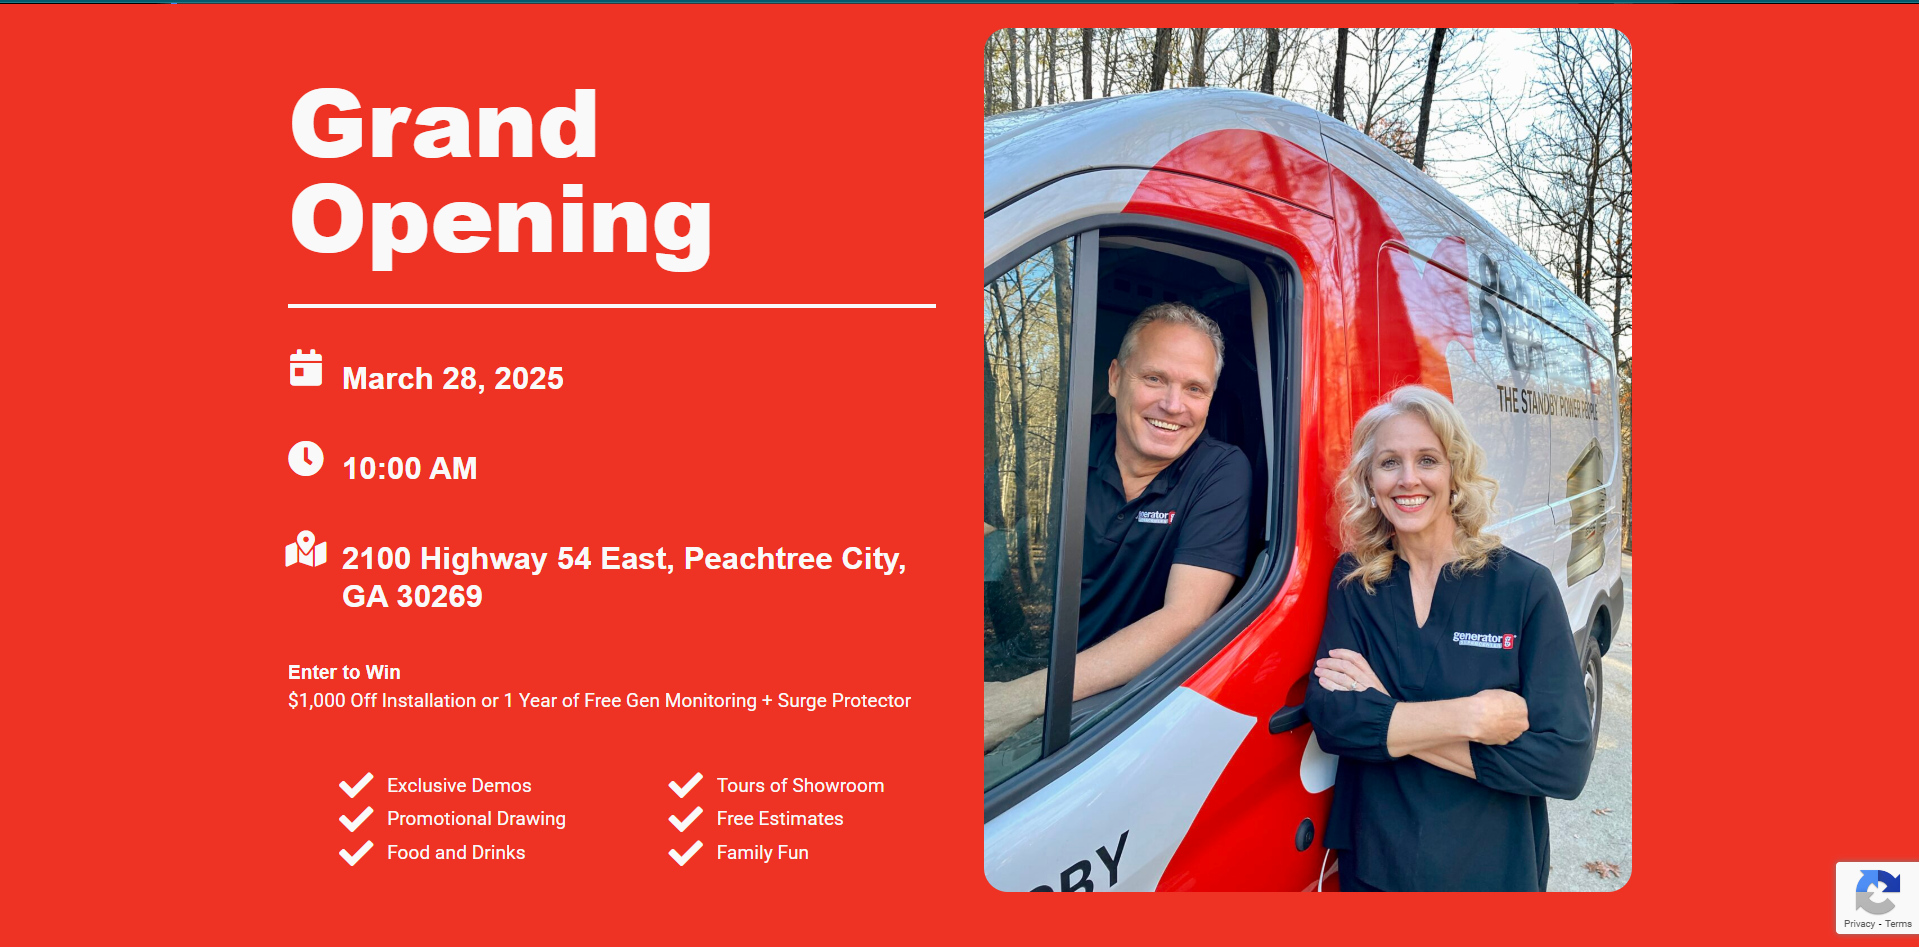 Grand
Opening
March 28, 2025
10:00 AM
2100 Highway 54 East, Peachtree City,
GA 30269
Enter to Win
$1,000 Off Installation or 1 Year of Free Gen Monitoring + Surge Protector
Exclusive Demos
Tours of Showroom
Promotional Drawing
Free Estimates
Food and Drinks
Family Fun
THE STANDBY POWER PEOPLE
nerator g
generator g
DBY
Privacy - Terms